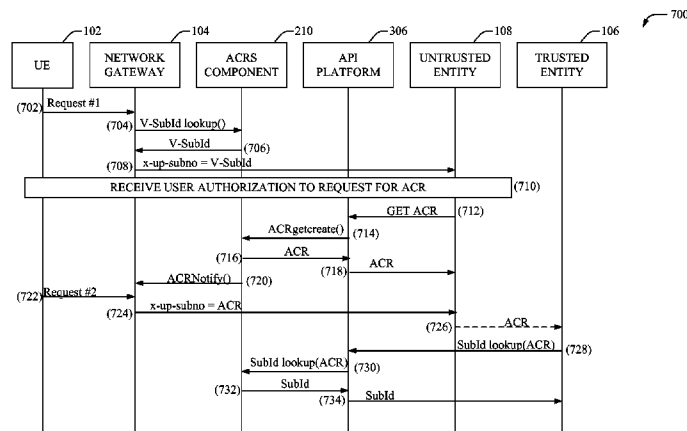 700
102
104
210
306
108
106
UE
NETWORK GATEWAY
ACRS COMPONENT
API PLATFORM
UNTRUSTED ENTITY
TRUSTED ENTITY
(702) Request #1
(704) V-SubId lookup()
V-SubId (706)
(708) x-up-subno = V-SubId
RECEIVE USER AUTHORIZATION TO REQUEST FOR ACR (710)
GET ACR (712)
ACRgetcreate() (714)
(716) ACR
(718) ACR
ACRNotify() (720)
(722) Request #2
(724) x-up-subno = ACR
(726) ACR
SubId lookup(ACR) (728)
SubId lookup(ACR) (730)
(732) SubId
(734) SubId